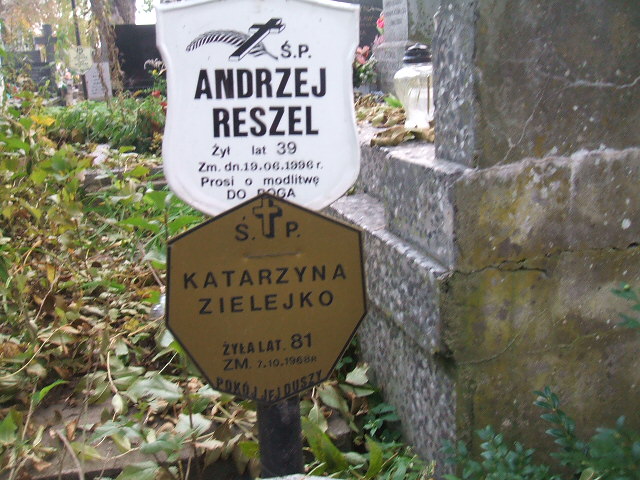 Ś.P.
ANDRZEJ
RESZEL
Żył lat 39
Zm. dn.19.06.1996 r.
Prosi o modlitwę
DO BOGA
Ś. P.
KATARZYNA
ZIELEJKO
ŻYŁA LAT. 81
ZM. 7.10.1968R.
POKÓJ JEJ DUSZY